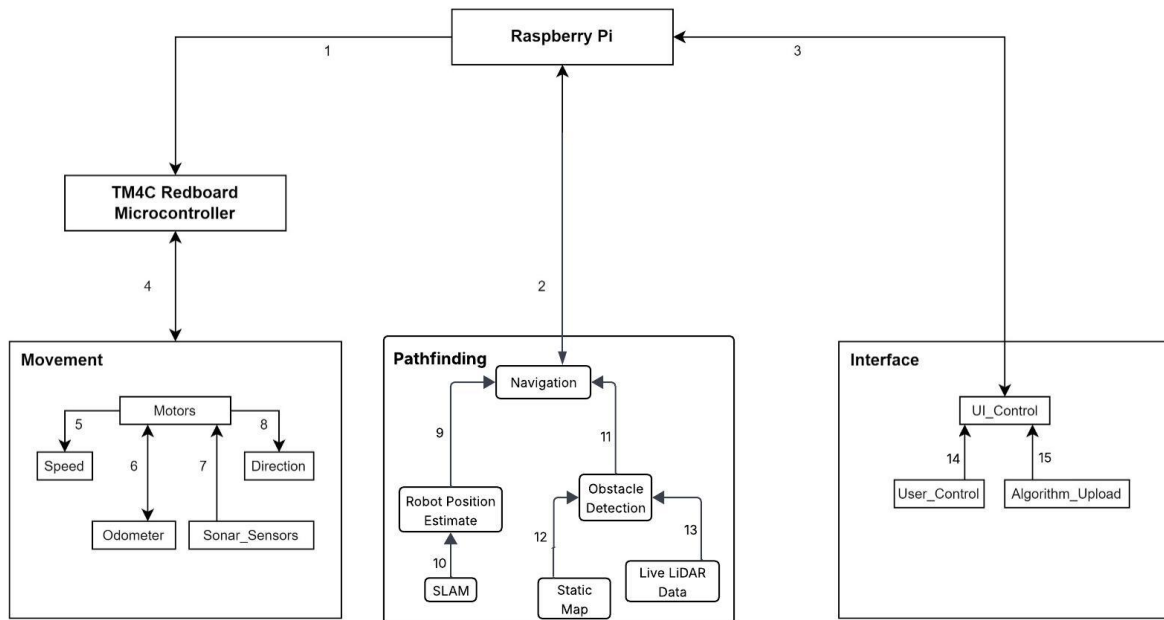 Raspberry Pi
1
3
TM4C Redboard
Microcontroller
4
2
Movement
Motors
5
8
6
7
Speed
Direction
Odometer
Sonar_Sensors
Pathfinding
Navigation
9
11
Robot Position
Estimate
Obstacle
Detection
10
12
13
SLAM
Static
Map
Live LiDAR
Data
Interface
UI_Control
14
15
User_Control
Algorithm_Upload